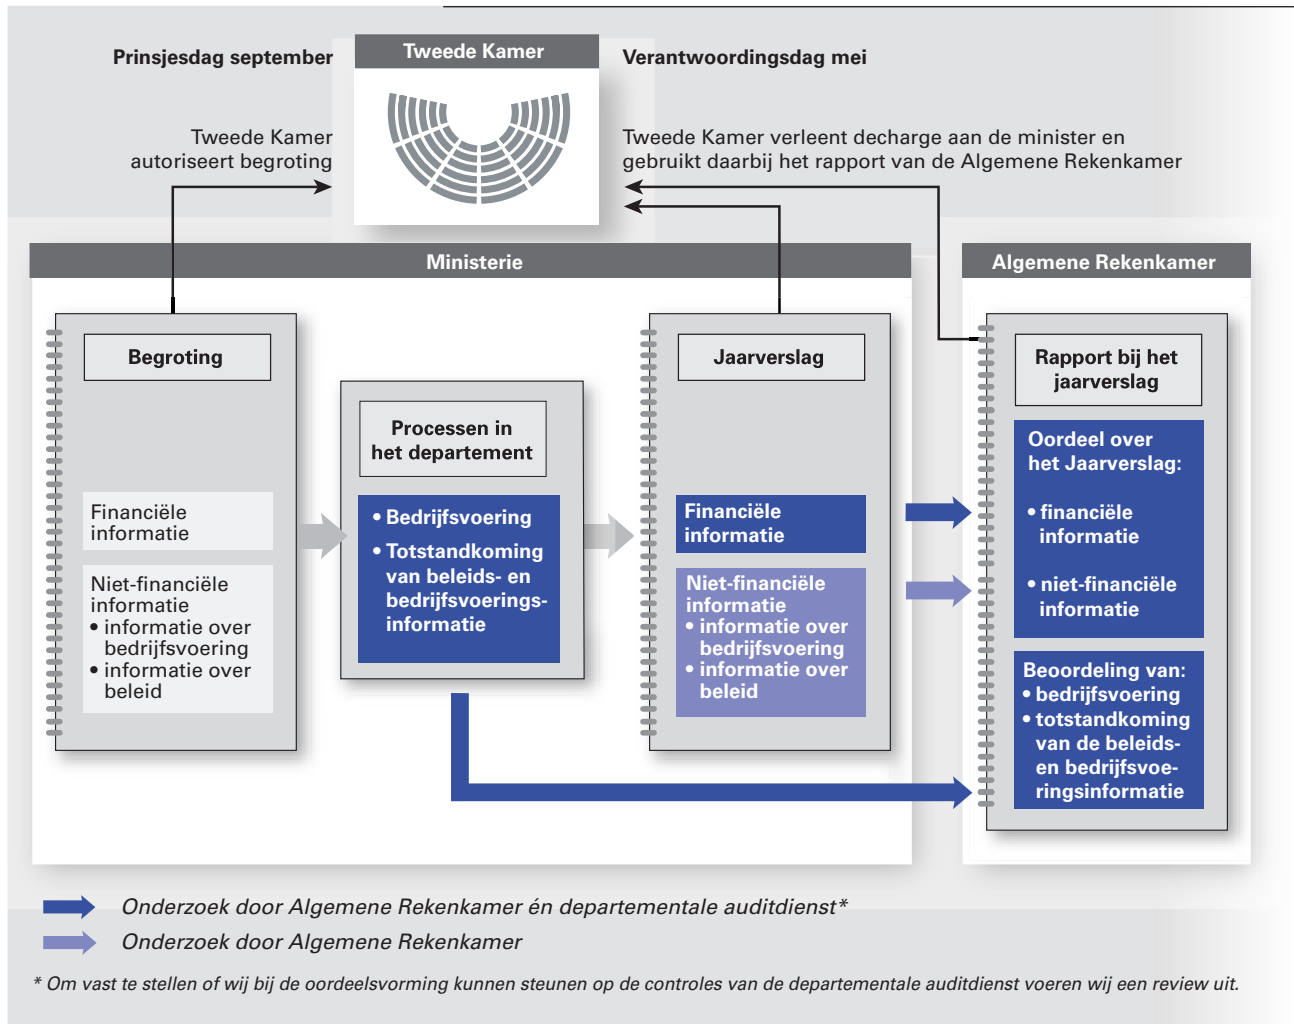 Prinsjesdag september
Tweede Kamer
Verantwoordingsdag mei
Tweede Kamer
autoriseert begroting
Tweede Kamer verleent decharge aan de minister en
gebruikt daarbij het rapport van de Algemene Rekenkamer
Ministerie
Algemene Rekenkamer
Begroting
Financiële
informatie
Niet-financiële
informatie
• informatie over
bedrijfsvoering
• informatie over
beleid
Processen in
het departement
• Bedrijfsvoering
• Totstandkoming
van beleids- en
bedrijfsvoerings-
informatie
Jaarverslag
Financiële
informatie
Niet-financiële
informatie
• informatie over
bedrijfsvoering
• informatie over
beleid
Rapport bij het
jaarverslag
Oordeel over
het Jaarverslag:
• financiële
informatie
• niet-financiële
informatie
Beoordeling van:
• bedrijfsvoering
• totstandkoming
van de beleids-
en bedrijfsvoe-
ringsinformatie
Onderzoek door Algemene Rekenkamer én departementale auditdienst*
Onderzoek door Algemene Rekenkamer
* Om vast te stellen of wij bij de oordeelsvorming kunnen steunen op de controles van de departementale auditdienst voeren wij een review uit.